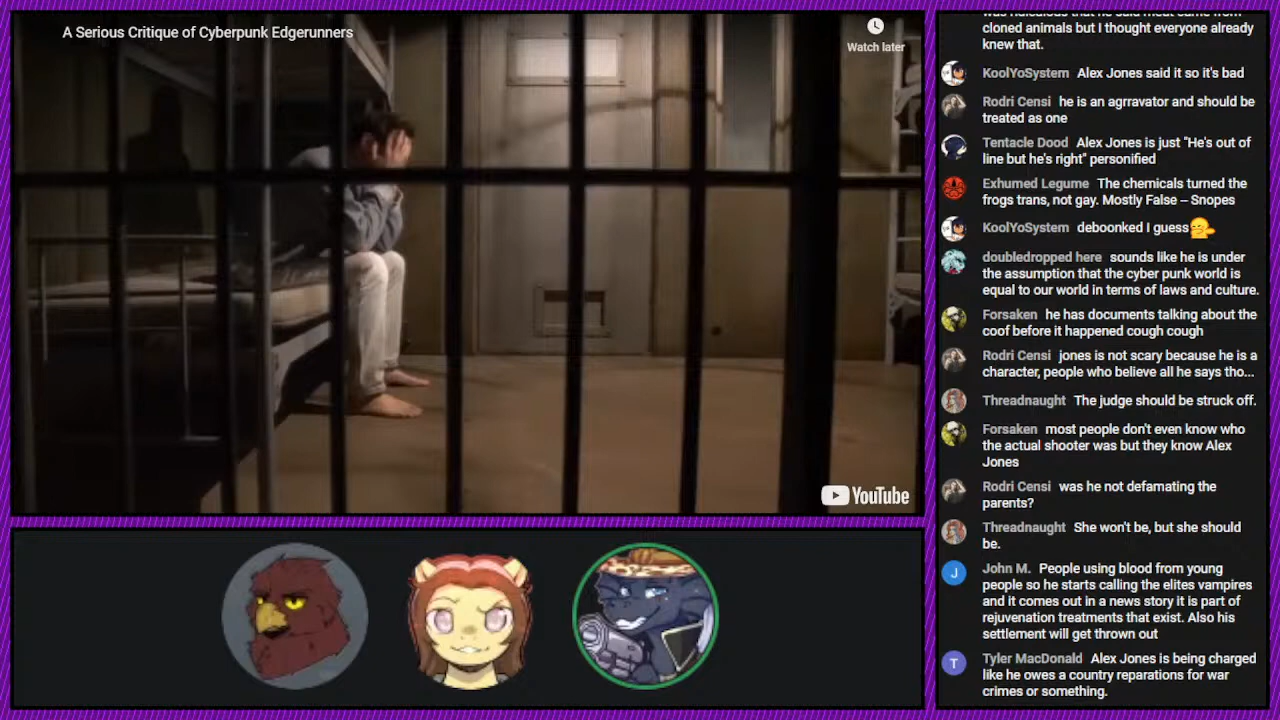 A Serious Critique of Cyberpunk Edgerunners
Watch later
YouTube
was ridiculous that he said meat came from
cloned animals but I thought everyone already
knew that.
KoolYoSystem Alex Jones said it so it's bad
Rodri Censi he is an agrravator and should be
treated as one
Tentacle Dood Alex Jones is just "He's out of
line but he's right" personified
Exhumed Legume The chemicals turned the
frogs trans, not gay. Mostly False – Snopes
KoolYoSystem deboonked I guess
doubledropped here sounds like he is under
the assumption that the cyber punk world is
equal to our world in terms of laws and culture.
Forsaken he has documents talking about the
coof before it happened cough cough
Rodri Censi jones is not scary because he is a
character, people who believe all he says tho...
Threadnaught The judge should be struck off.
Forsaken most people don't even know who
the actual shooter was but they know Alex
Jones
Rodri Censi was he not defamating the
parents?
Threadnaught She won't be, but she should
be.
J John M. People using blood from young
people so he starts calling the elites vampires
and it comes out in a news story it is part of
rejuvenation treatments that exist. Also his
settlement will get thrown out
T Tyler MacDonald Alex Jones is being charged
like he owes a country reparations for war
crimes or something.